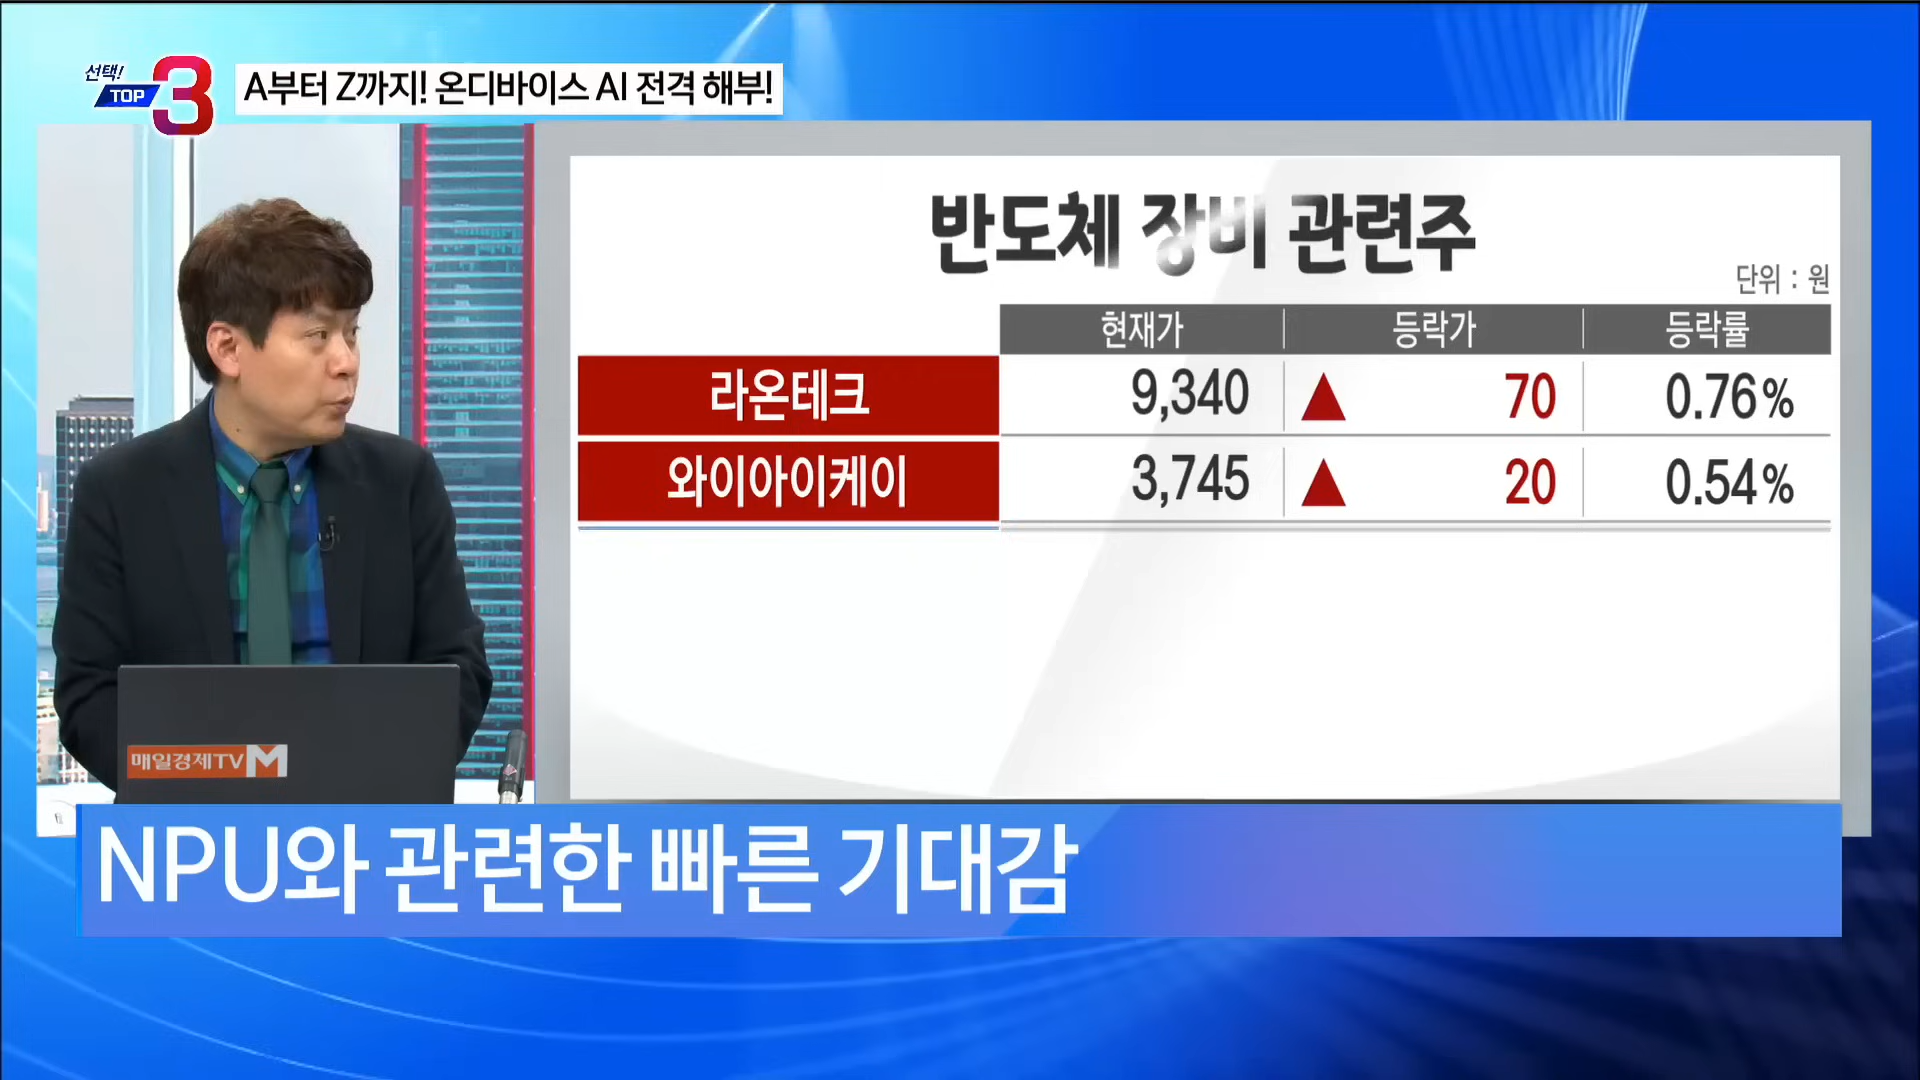 선택!
TOP
3
A부터 Z까지! 온디바이스 AI 전격 해부!
반도체 장비 관련주
단위 : 원
현재가 등락가 등락률
라온테크 9,340 ▲ 70 0.76%
와이아이케이 3,745 ▲ 20 0.54%
매일경제TV M
NPU와 관련한 빠른 기대감